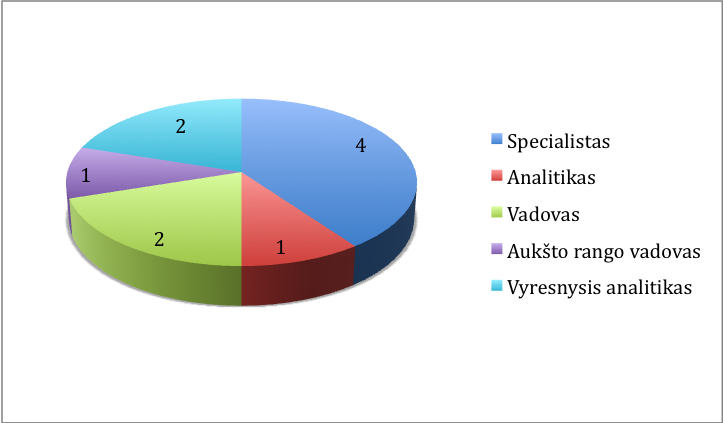 2
4
1
2
1
Specialistas
Analitikas
Vadovas
Aukšto rango vadovas
Vyresnysis analitikas